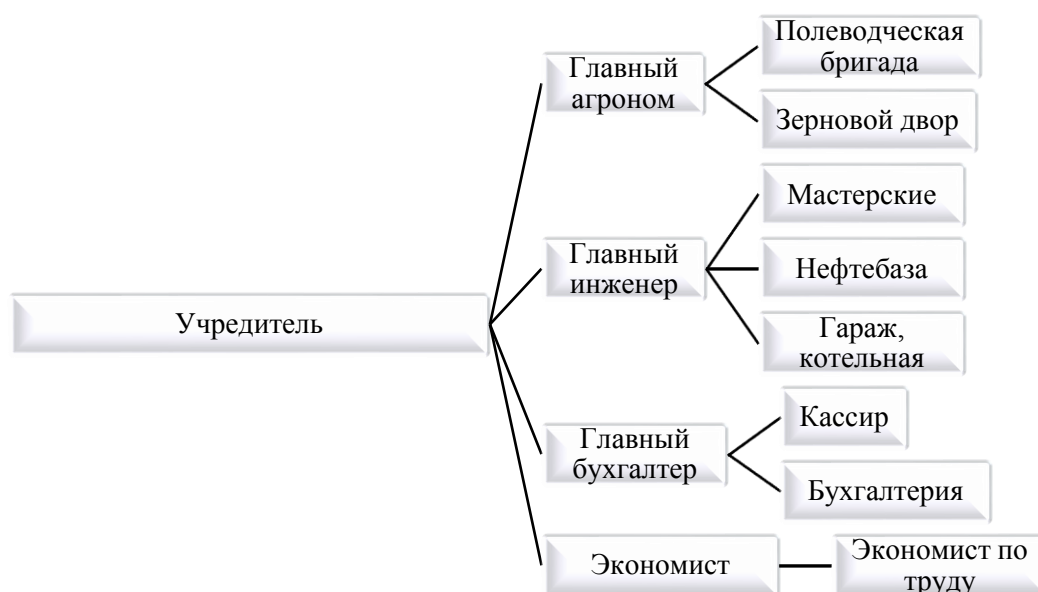 Учредитель
Главный
агроном
Полеводческая
бригада
Зерновой двор
Главный
инженер
Мастерские
Нефтебаза
Гараж,
котельная
Главный
бухгалтер
Кассир
Бухгалтерия
Экономист
Экономист по
труду